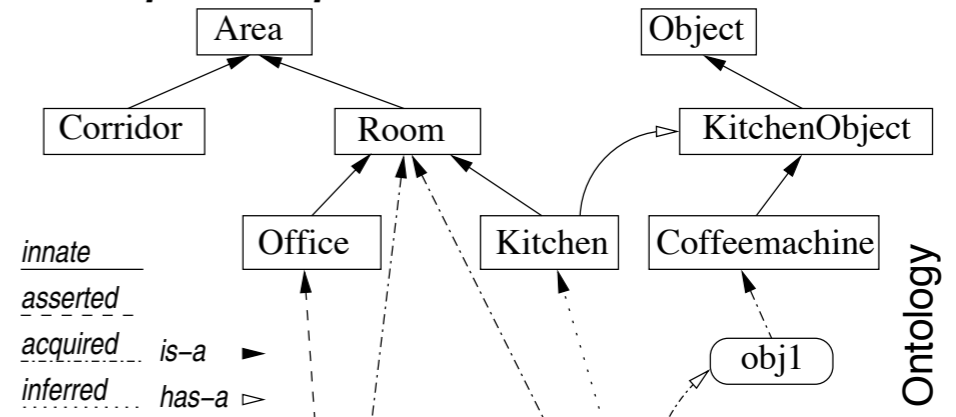 Area
Object
Corridor
Room
KitchenObject
Office
Kitchen
Coffeemachine
innate
asserted
acquired
is–a
inferred
has–a
obj1
Ontology